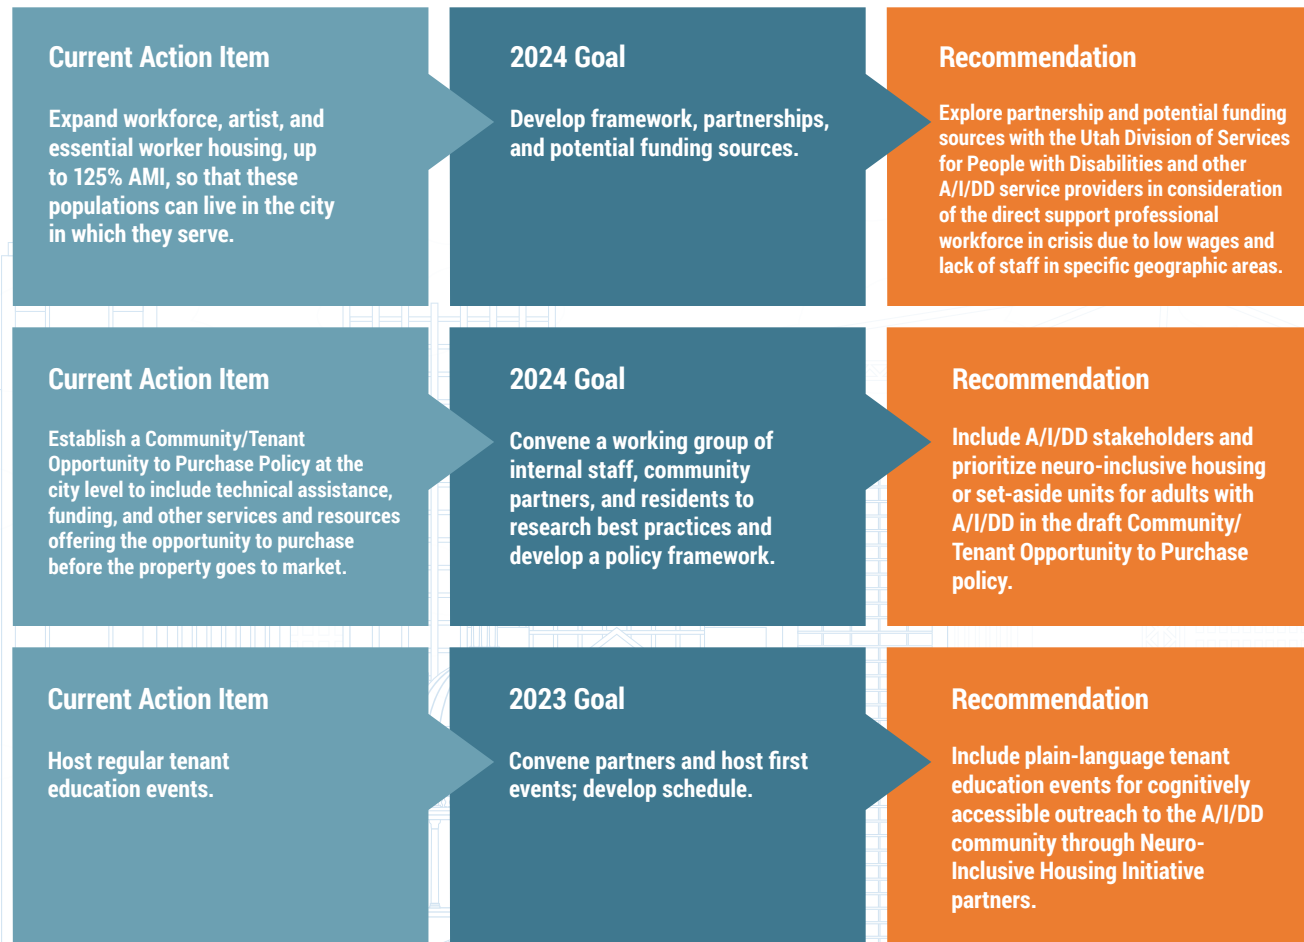 Current Action Item
Expand workforce, artist, and
essential worker housing, up
to 125% AMI, so that these
populations can live in the city
in which they serve.
2024 Goal
Develop framework, partnerships,
and potential funding sources.
Recommendation
Explore partnership and potential funding
sources with the Utah Division of Services
for People with Disabilities and other
A/I/DD service providers in consideration
of the direct support professional
workforce in crisis due to low wages and
lack of staff in specific geographic areas.
Current Action Item
Establish a Community/Tenant
Opportunity to Purchase Policy at the
city level to include technical assistance,
funding, and other services and resources
offering the opportunity to purchase
before the property goes to market.
2024 Goal
Convene a working group of
internal staff, community
partners, and residents to
research best practices and
develop a policy framework.
Recommendation
Include A/I/DD stakeholders and
prioritize neuro-inclusive housing
or set-aside units for adults with
A/I/DD in the draft Community/
Tenant Opportunity to Purchase
policy.
Current Action Item
Host regular tenant
education events.
2023 Goal
Convene partners and host first
events; develop schedule.
Recommendation
Include plain-language tenant
education events for cognitively
accessible outreach to the A/I/DD
community through Neuro-
Inclusive Housing Initiative
partners.